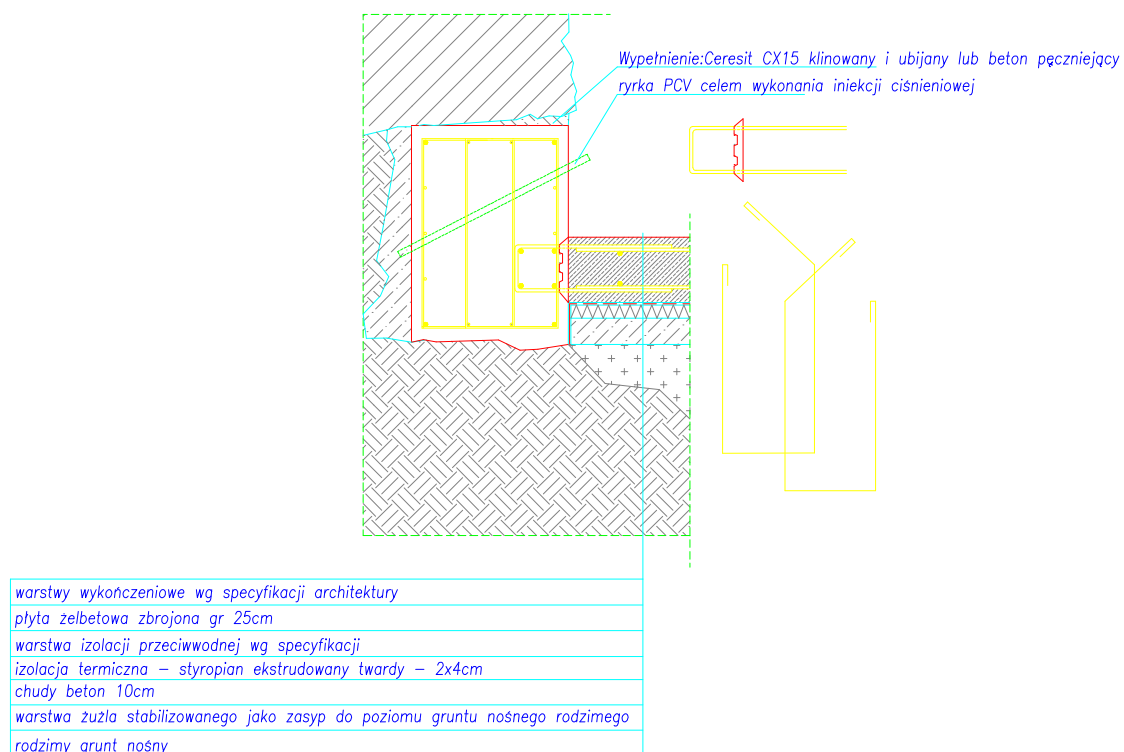 Wypełnienie:Ceresit CX15 klinowany i ubijany lub beton pęczniejący
ryrka PCV celem wykonania iniekcji ciśnieniowej
warstwy wykończeniowe wg specyfikacji architektury
płyta żelbetowa zbrojona gr 25cm
warstwa izolacji przeciwwodnej wg specyfikacji
izolacja termiczna – styropian ekstrudowany twardy – 2x4cm
chudy beton 10cm
warstwa żużla stabilizowanego jako zasyp do poziomu gruntu nośnego rodzimego
rodzimy grunt nośny